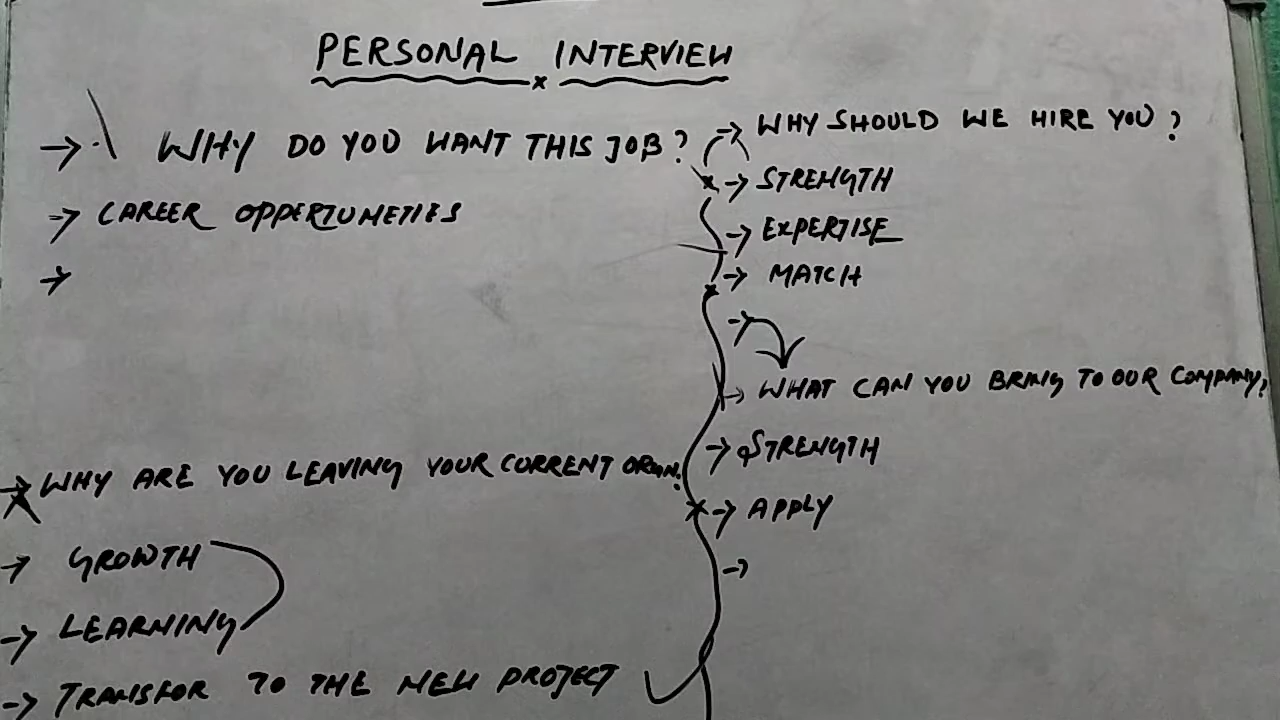 PERSONAL INTERVIEW
→ WHY DO YOU WANT THIS JOB?
→ CAREER OPPERTUNETIES
→
→ WHY ARE YOU LEAVING YOUR CURRENT ORGN.?
→ GROWTH
→ LEARNING
→ TRANSFOR TO THE NEW PROJECT
→ WHY SHOULD WE HIRE YOU?
→ STRENGTH
→ EXPERTISE
→ MATCH
→
→ WHAT CAN YOU BRING TO OUR COMPANY?
→ STRENGTH
→ APPLY
→